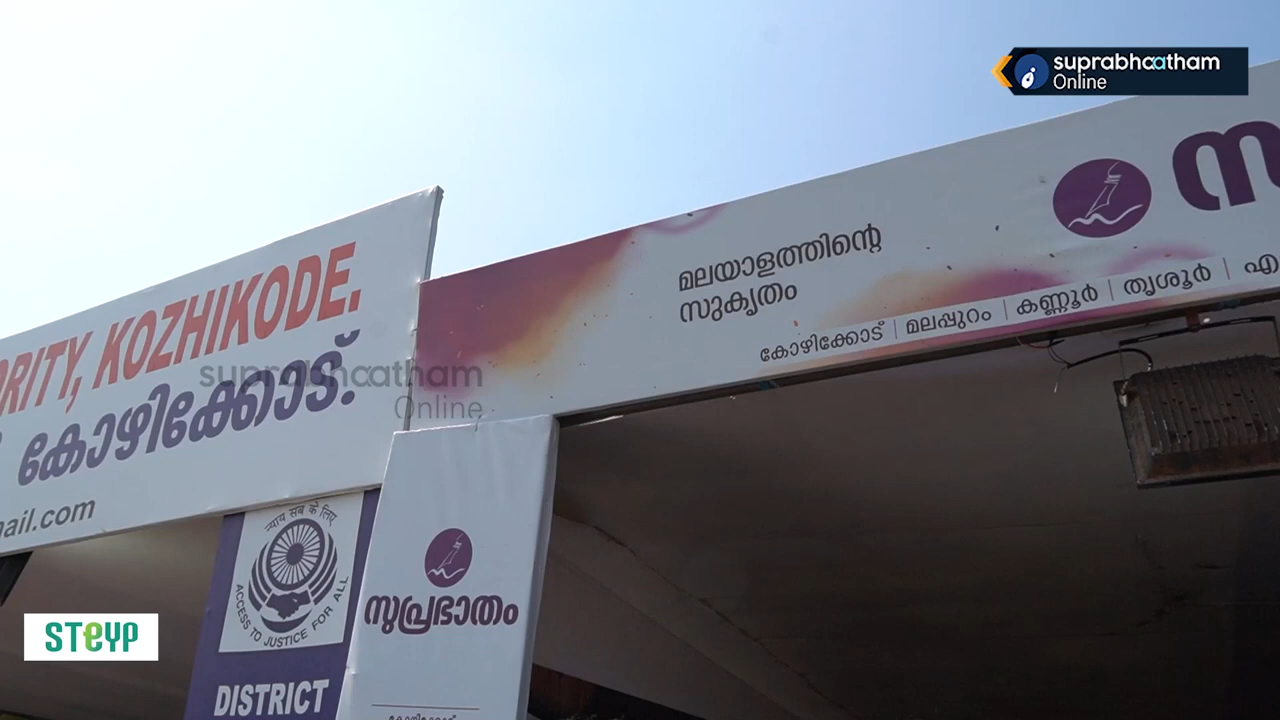 suprabhaatham
Online
ORITY, KOZHIKODE.
കോഴിക്കോട്.
ail.com
മലയാളത്തിന്റെ
സുകൃതം
കോഴിക്കോട് | മലപ്പുറം | കണ്ണൂർ | തൃശൂർ | എ
suprabhaatham
Online
न्याय सब के लिए
ACCESS TO JUSTICE FOR ALL
DISTRICT
സുപ്രഭാതം
STEYP